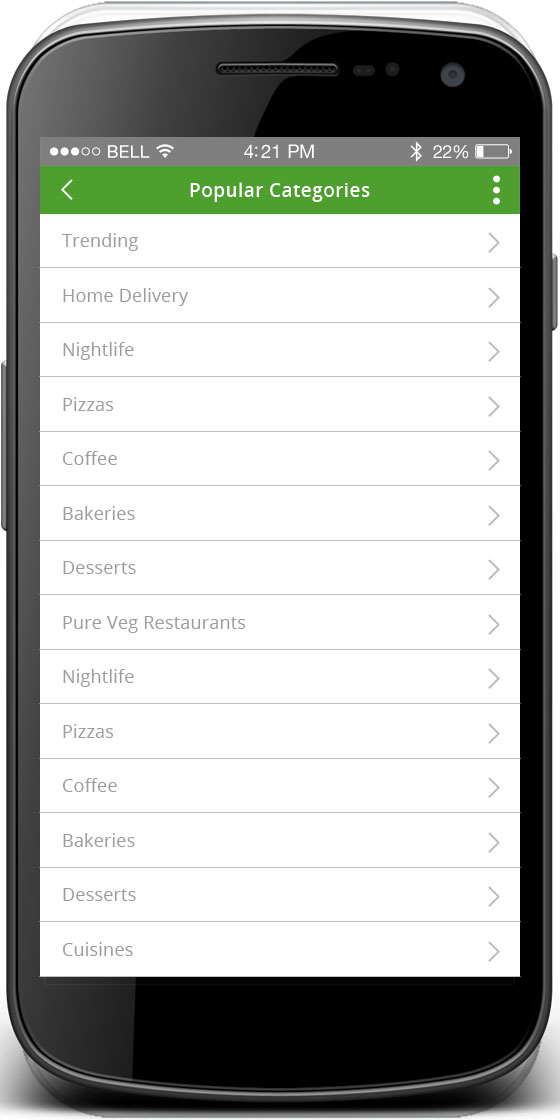 BELL 4:21 PM 22%
Popular Categories
Trending
Home Delivery
Nightlife
Pizzas
Coffee
Bakeries
Desserts
Pure Veg Restaurants
Nightlife
Pizzas
Coffee
Bakeries
Desserts
Cuisines